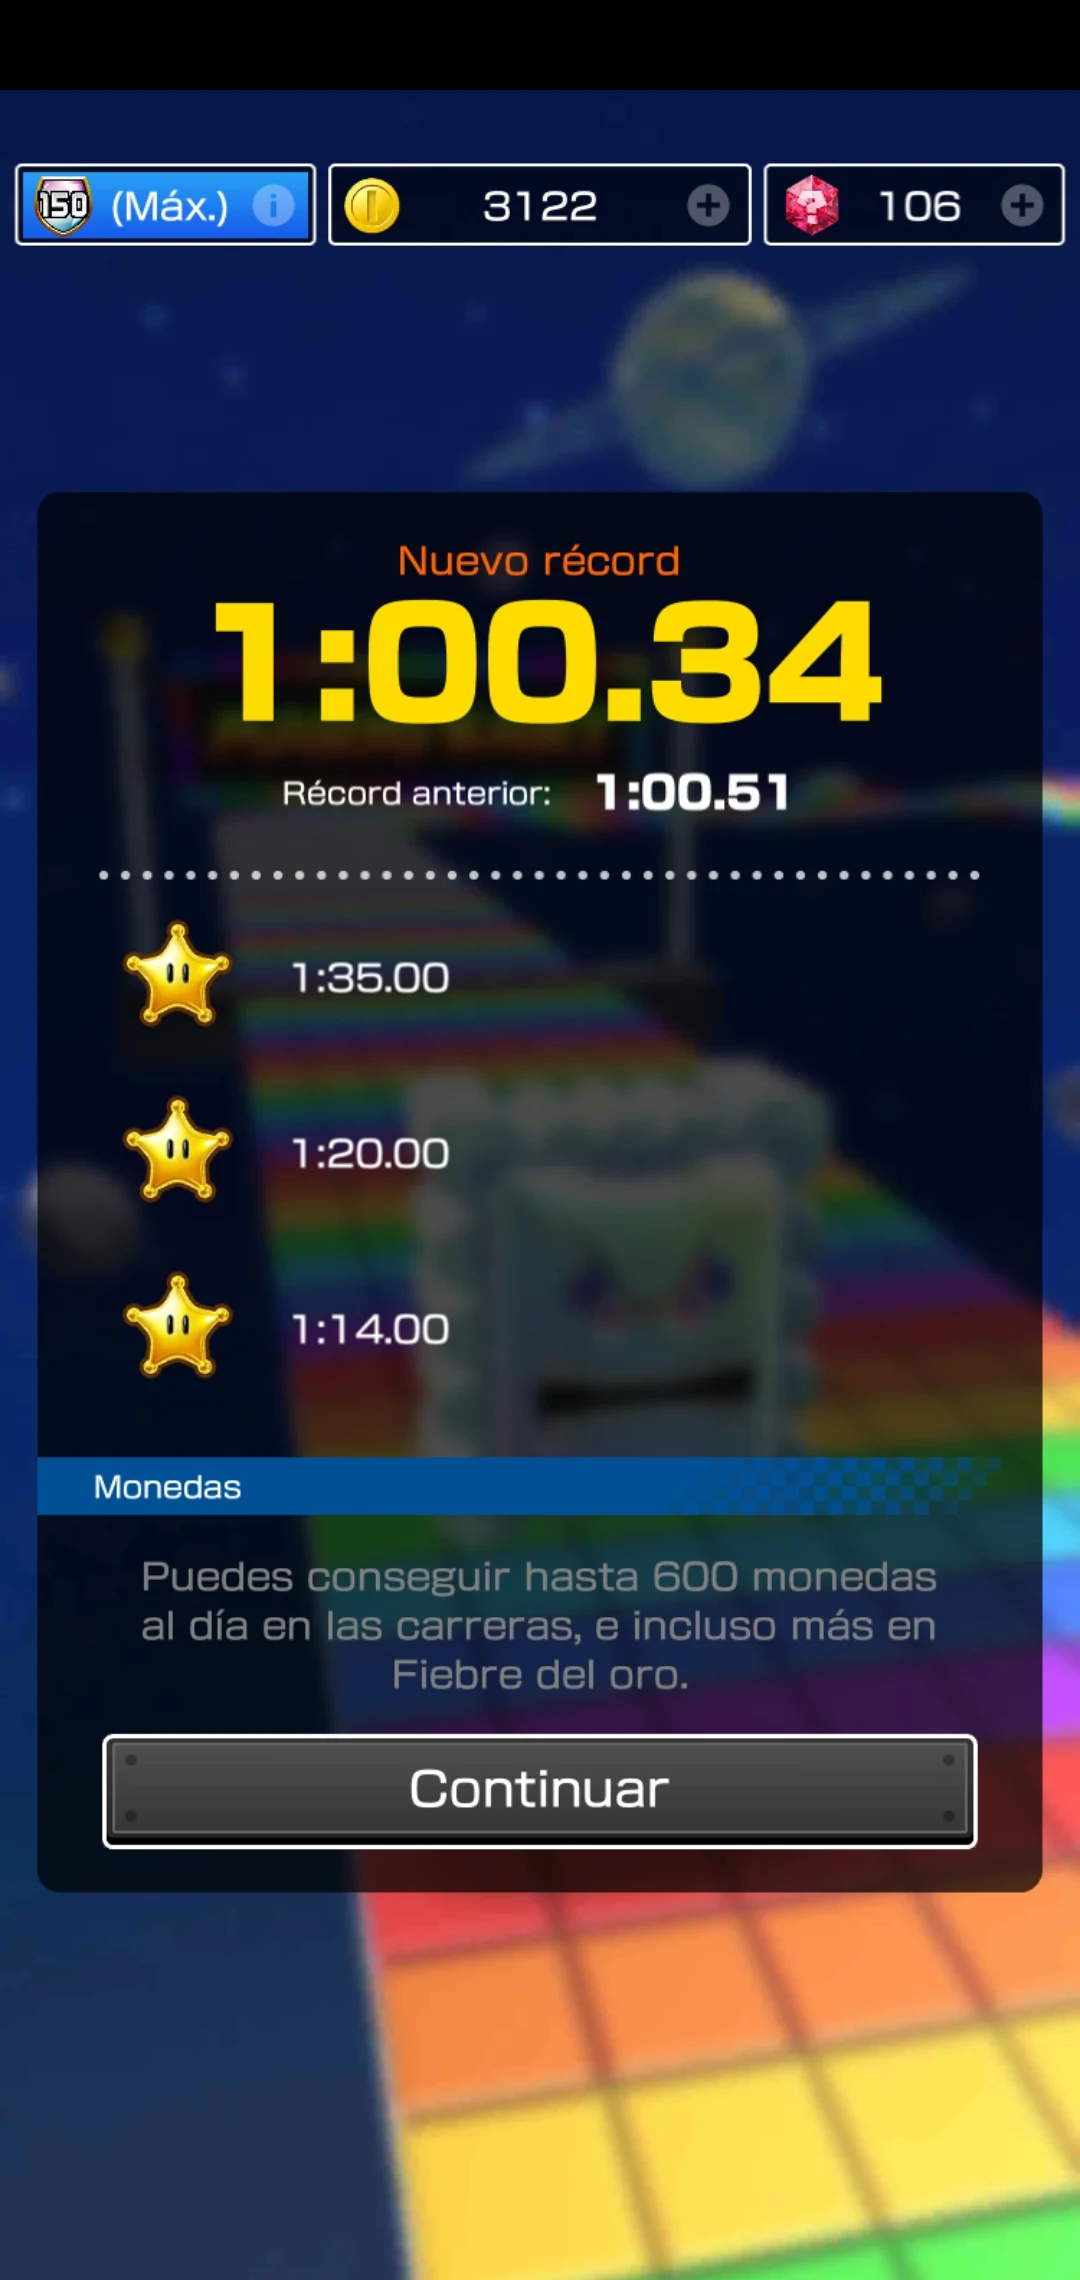 150 (Máx.) i 3122 + ? 106 +
Nuevo récord
1:00.34
Récord anterior: 1:00.51
1:35.00
1:20.00
1:14.00
Monedas
Puedes conseguir hasta 600 monedas
al día en las carreras, e incluso más en
Fiebre del oro.
Continuar